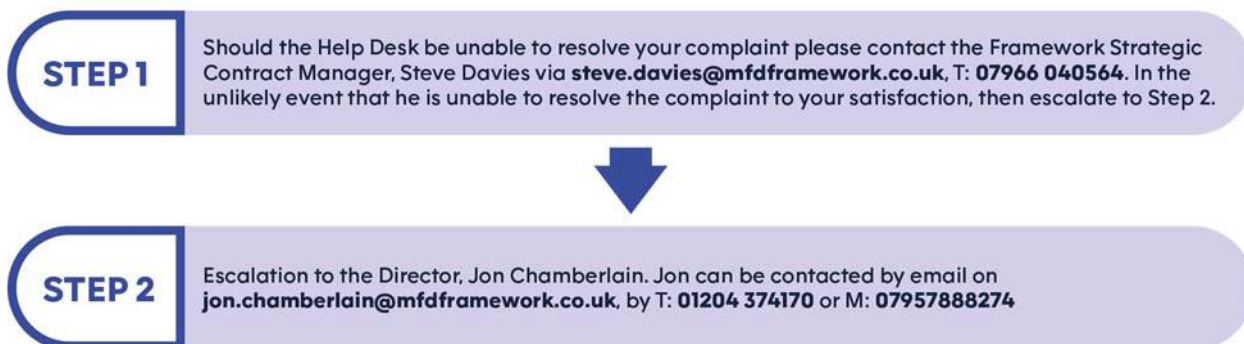 STEP 1
Should the Help Desk be unable to resolve your complaint please contact the Framework Strategic
Contract Manager, Steve Davies via steve.davies@mfdframework.co.uk, T: 07966 040564. In the
unlikely event that he is unable to resolve the complaint to your satisfaction, then escalate to Step 2.
STEP 2
Escalation to the Director, Jon Chamberlain. Jon can be contacted by email on
jon.chamberlain@mfdframework.co.uk, by T: 01204 374170 or M: 07957888274